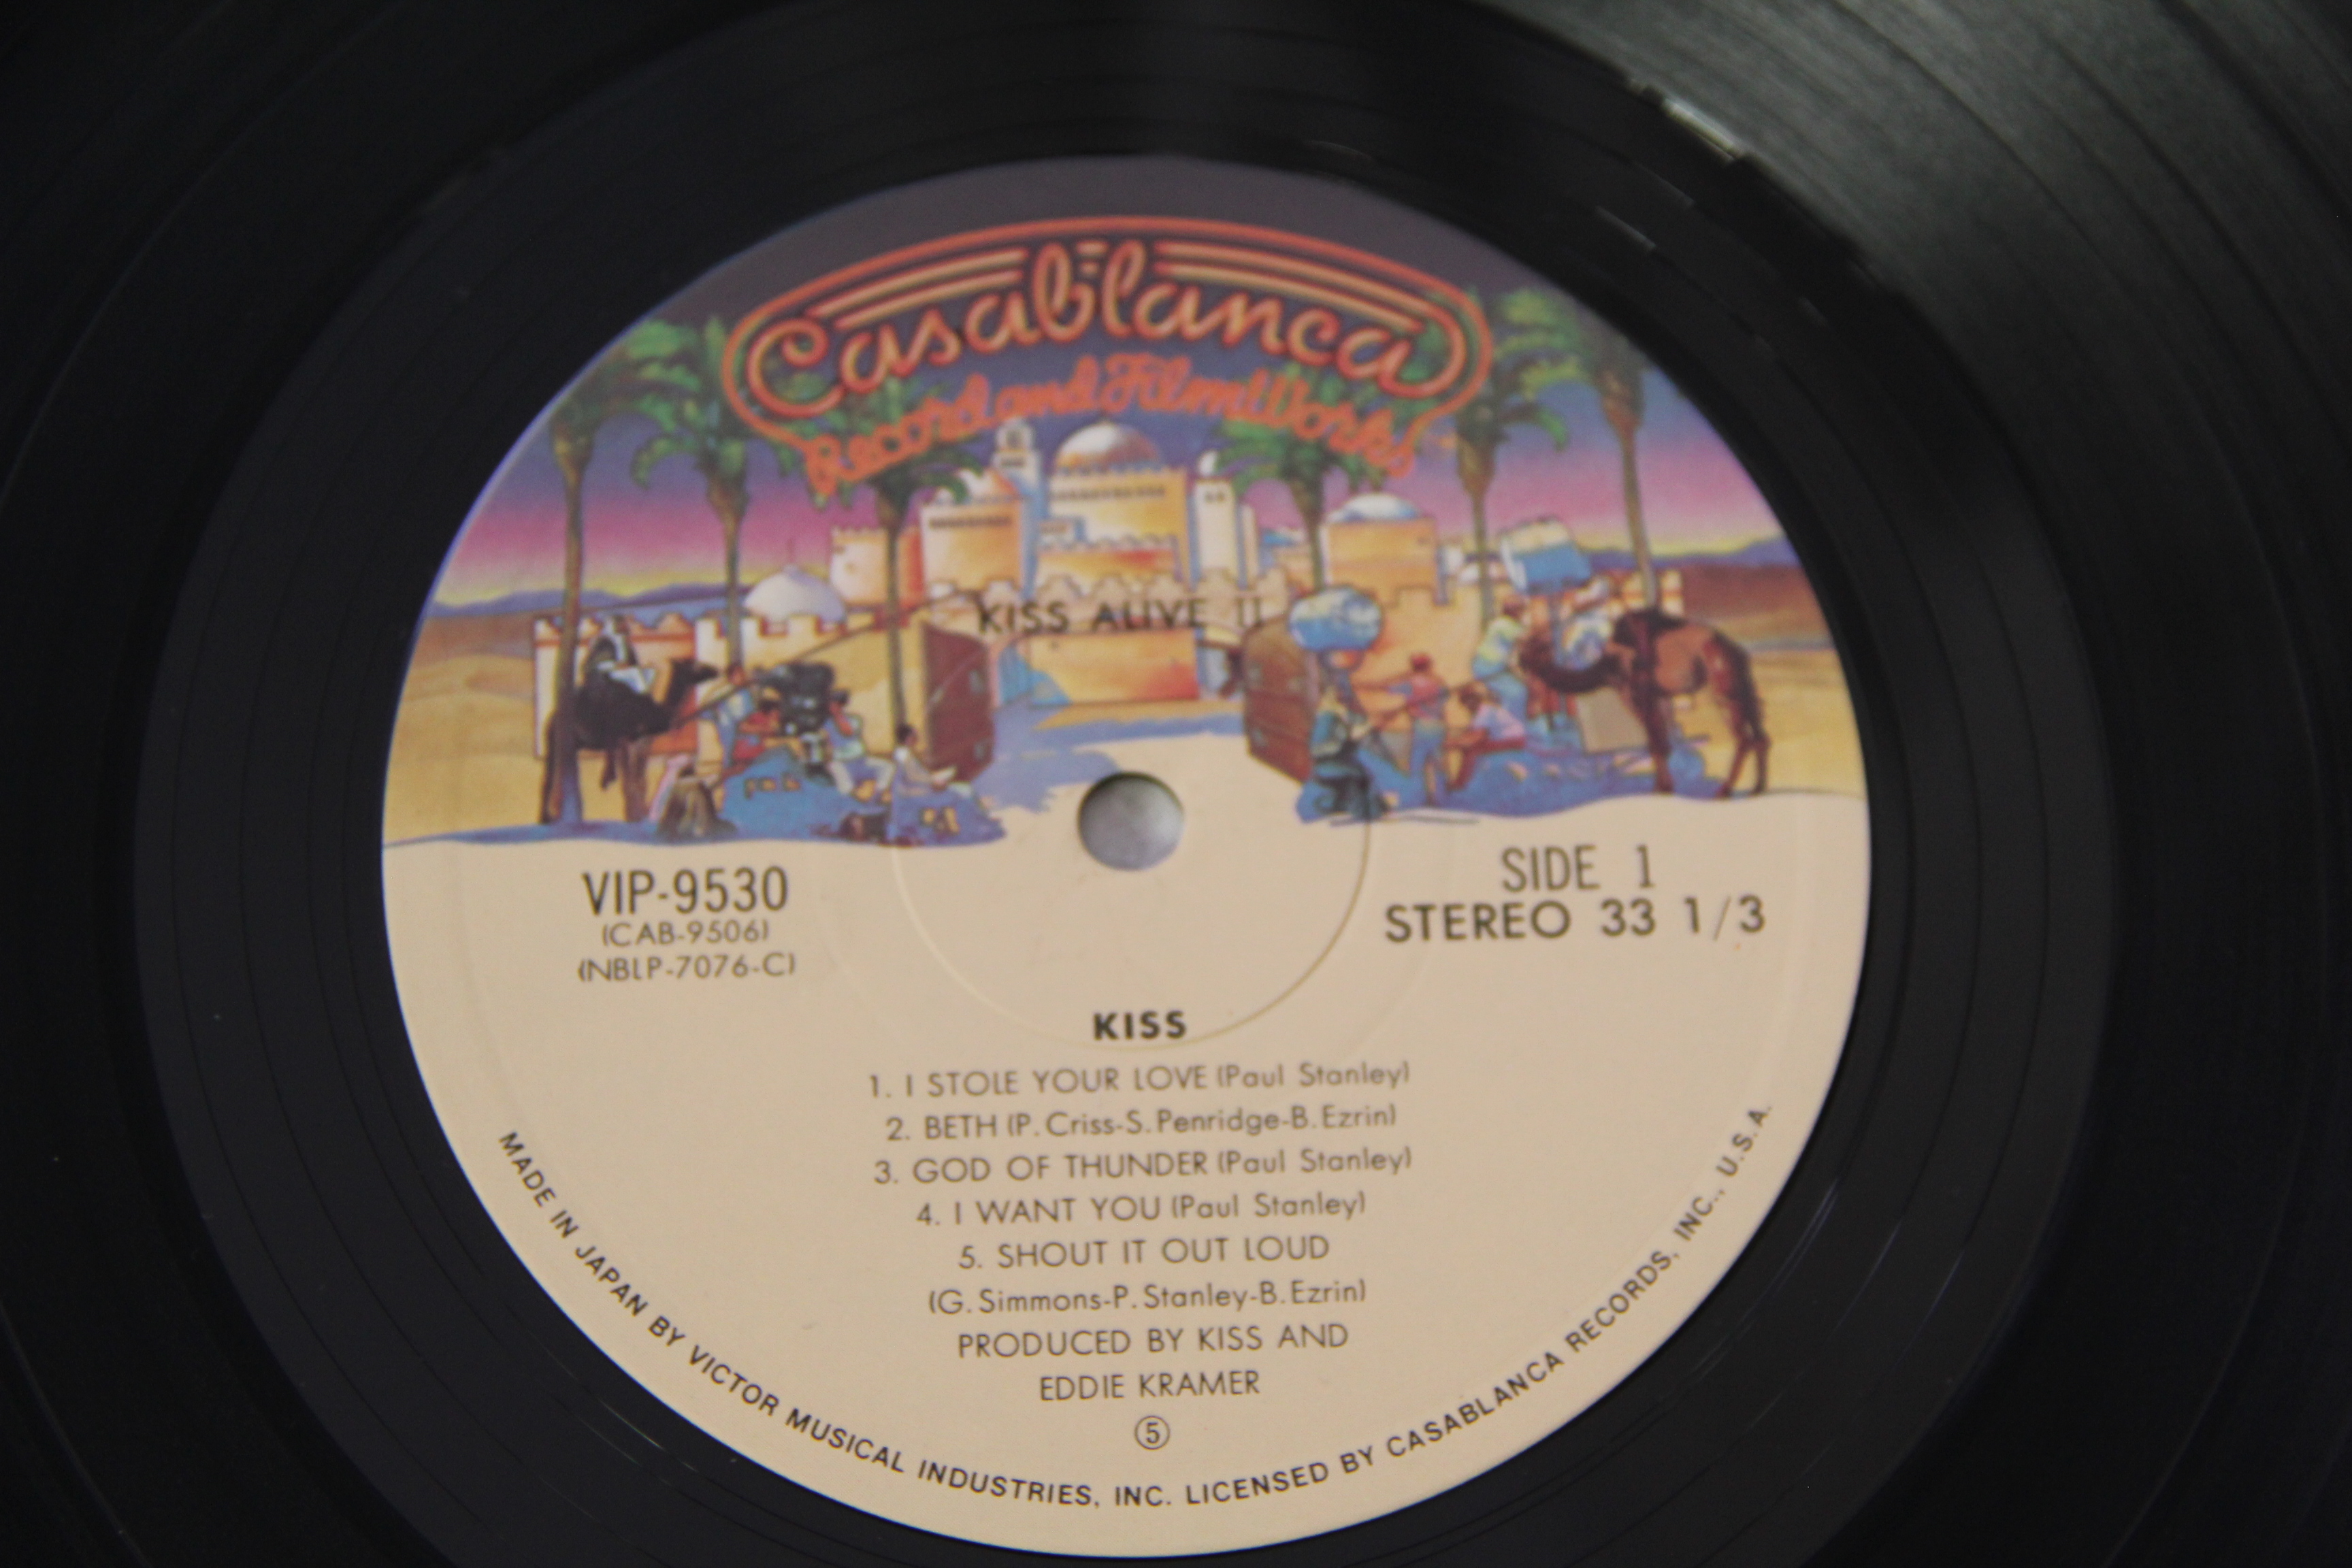 Casablanca
Record and FilmWorks
KISS ALIVE II
VIP-9530
(CAB-9506)
(NBLP-7076-C)
SIDE 1
STEREO 33 1/3
KISS
1. I STOLE YOUR LOVE (Paul Stanley)
2. BETH (P. Criss-S. Penridge-B. Ezrin)
3. GOD OF THUNDER (Paul Stanley)
4. I WANT YOU (Paul Stanley)
5. SHOUT IT OUT LOUD
(G. Simmons-P. Stanley-B. Ezrin)
PRODUCED BY KISS AND
EDDIE KRAMER
⑤
MADE IN JAPAN BY VICTOR MUSICAL INDUSTRIES, INC. LICENSED BY CASABLANCA RECORDS, INC., U.S.A.